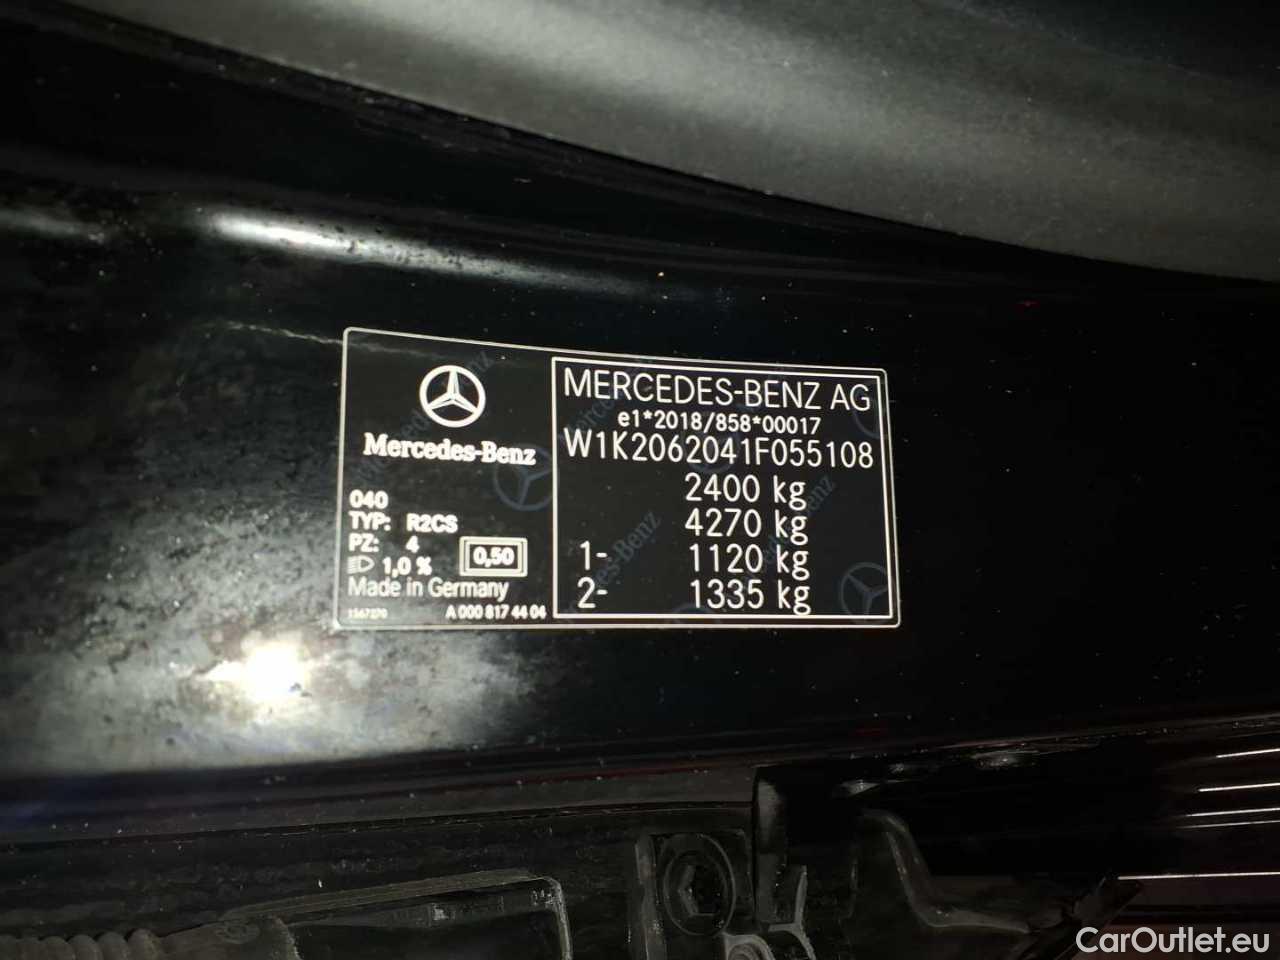 Mercedes-Benz
040
TYP: R2CS
PZ: 4
1,0 %
0,50
Made in Germany
A 000 817 44 04
MERCEDES-BENZ AG
e1*2018/858*00017
W1K2062041F055108
2400 kg
4270 kg
1- 1120 kg
2- 1335 kg
CarOutlet.eu